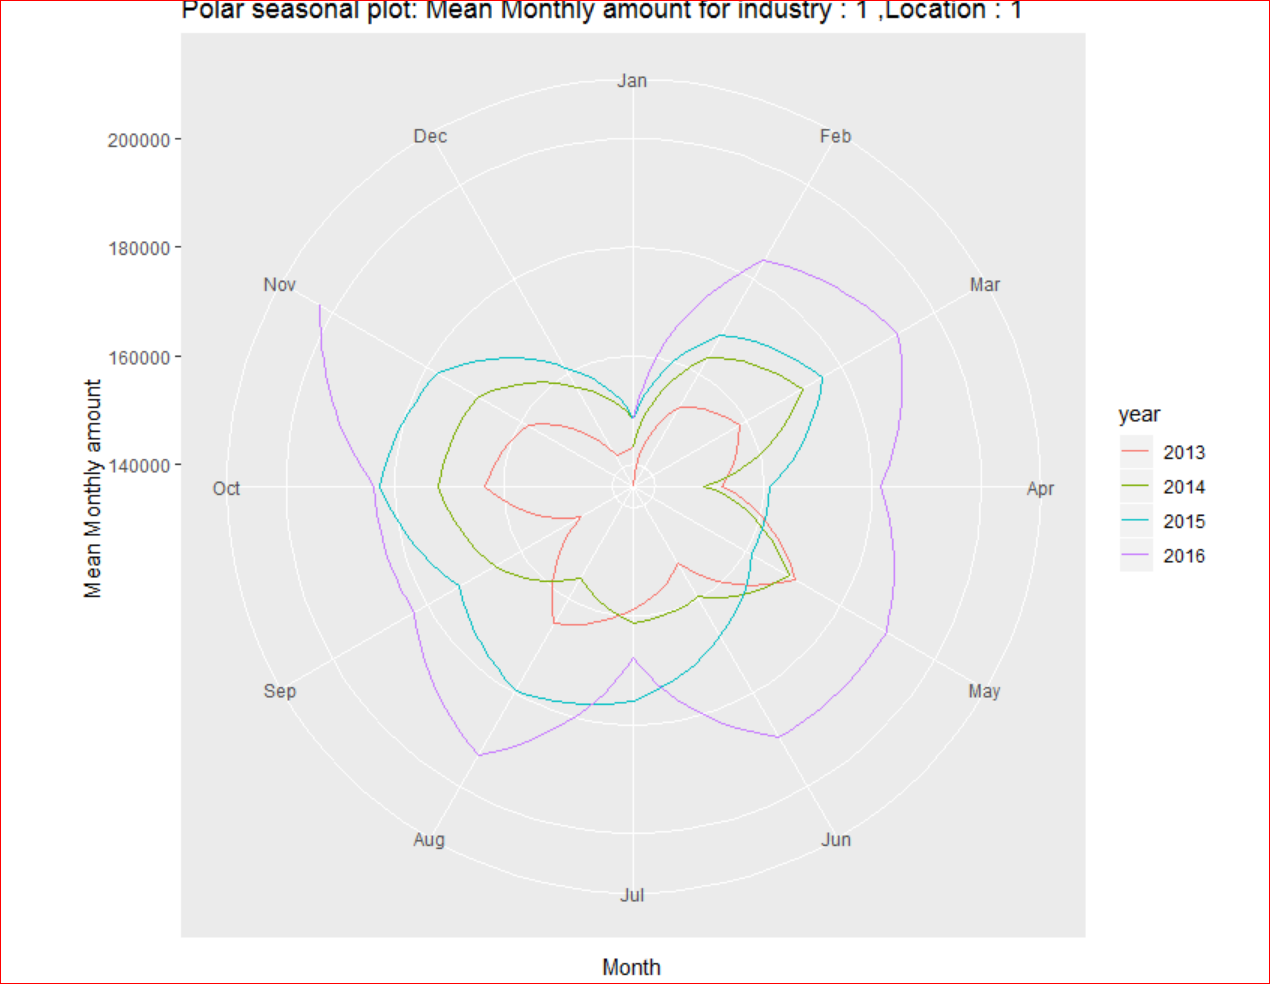 Polar seasonal plot: Mean Monthly amount for industry : 1 ,Location : 1
Jan
Feb
Mar
Apr
May
Jun
Jul
Aug
Sep
Oct
Nov
Dec
200000
180000
160000
140000
Mean Monthly amount
Month
year
2013
2014
2015
2016